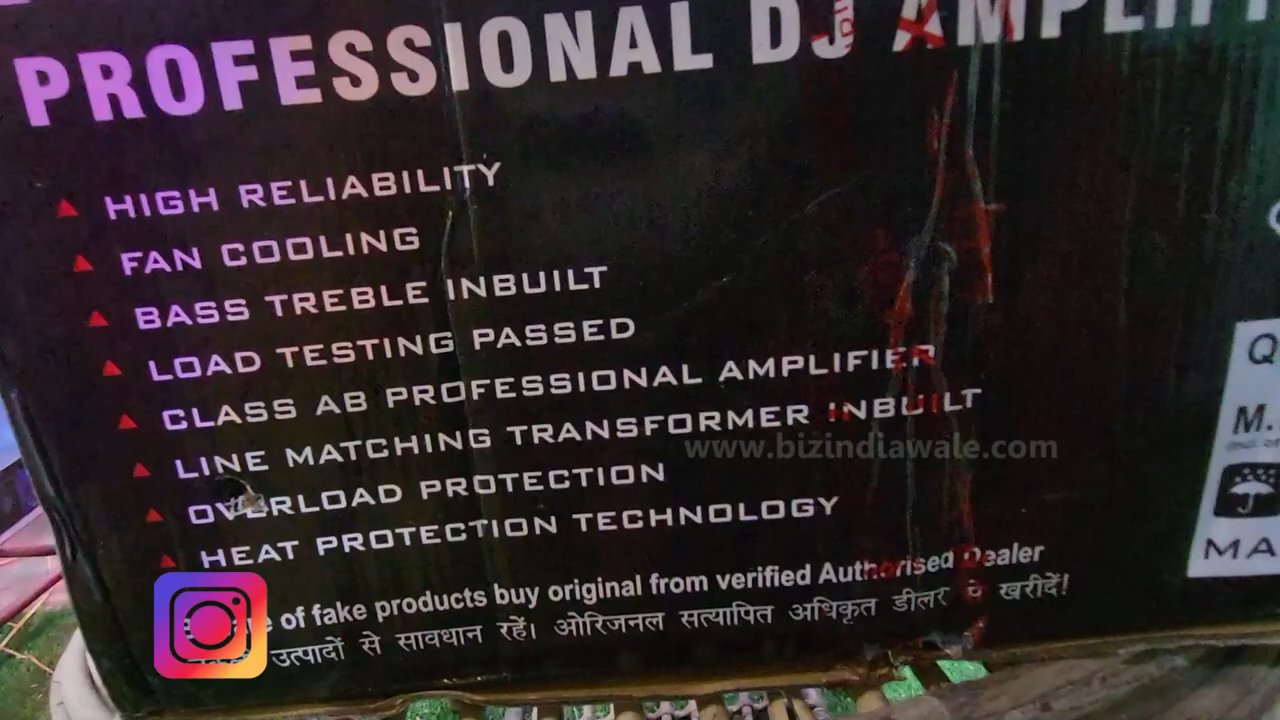 PROFESSIONAL DJ
HIGH RELIABILITY
FAN COOLING
BASS TREBLE INBUILT
LOAD TESTING PASSED
CLASS AB PROFESSIONAL AMPLIFIER
LINE MATCHING TRANSFORMER INBUILT
www.bizindiawale.com
OVERLOAD PROTECTION
HEAT PROTECTION TECHNOLOGY
of fake products buy original from verified Authorised Dealer
उत्पादों से सावधान रहें। ओरिजनल सत्यापित अधिकृत डीलर खरीदें!
Q
M.
MA